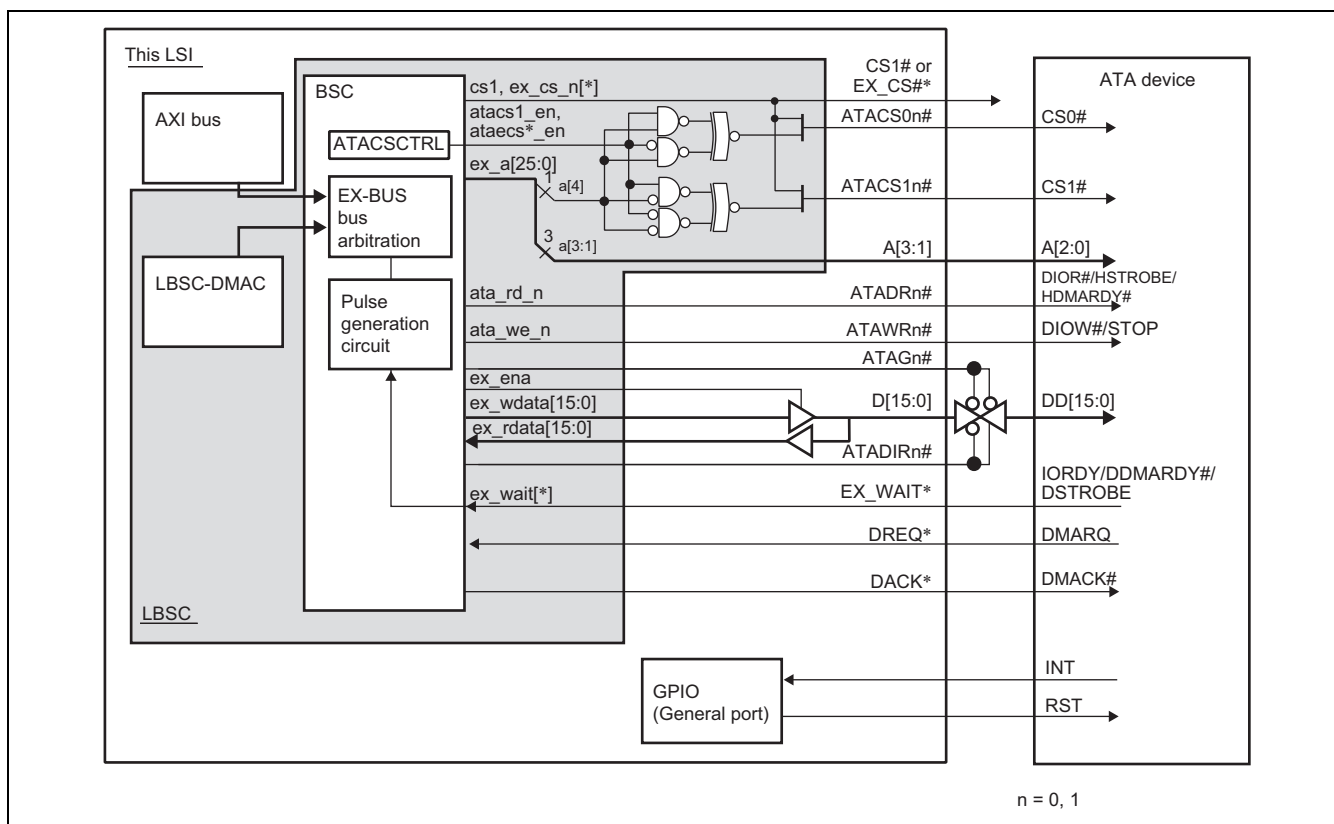 This LSI
AXI bus
LBSC-DMAC
LBSC
BSC
ATACSCTRL
EX-BUS
bus
arbitration
Pulse
generation
circuit
cs1, ex_cs_n[*]
atacs1_en,
ataecs*_en
ex_a[25:0]
1
a[4]
3
a[3:1]
ata_rd_n
ata_we_n
ex_ena
ex_wdata[15:0]
ex_rdata[15:0]
ex_wait[*]
CS1# or
EX_CS#*
ATACS0n#
ATACS1n#
A[3:1]
ATADRn#
ATAWRn#
ATAGn#
D[15:0]
ATADIRn#
EX_WAIT*
DREQ*
DACK*
GPIO
(General port)
ATA device
CS0#
CS1#
A[2:0]
DIOR#/HSTROBE/
HDMARDY#
DIOW#/STOP
DD[15:0]
IORDY/DDMARDY#/
DSTROBE
DMARQ
DMACK#
INT
RST
n = 0, 1